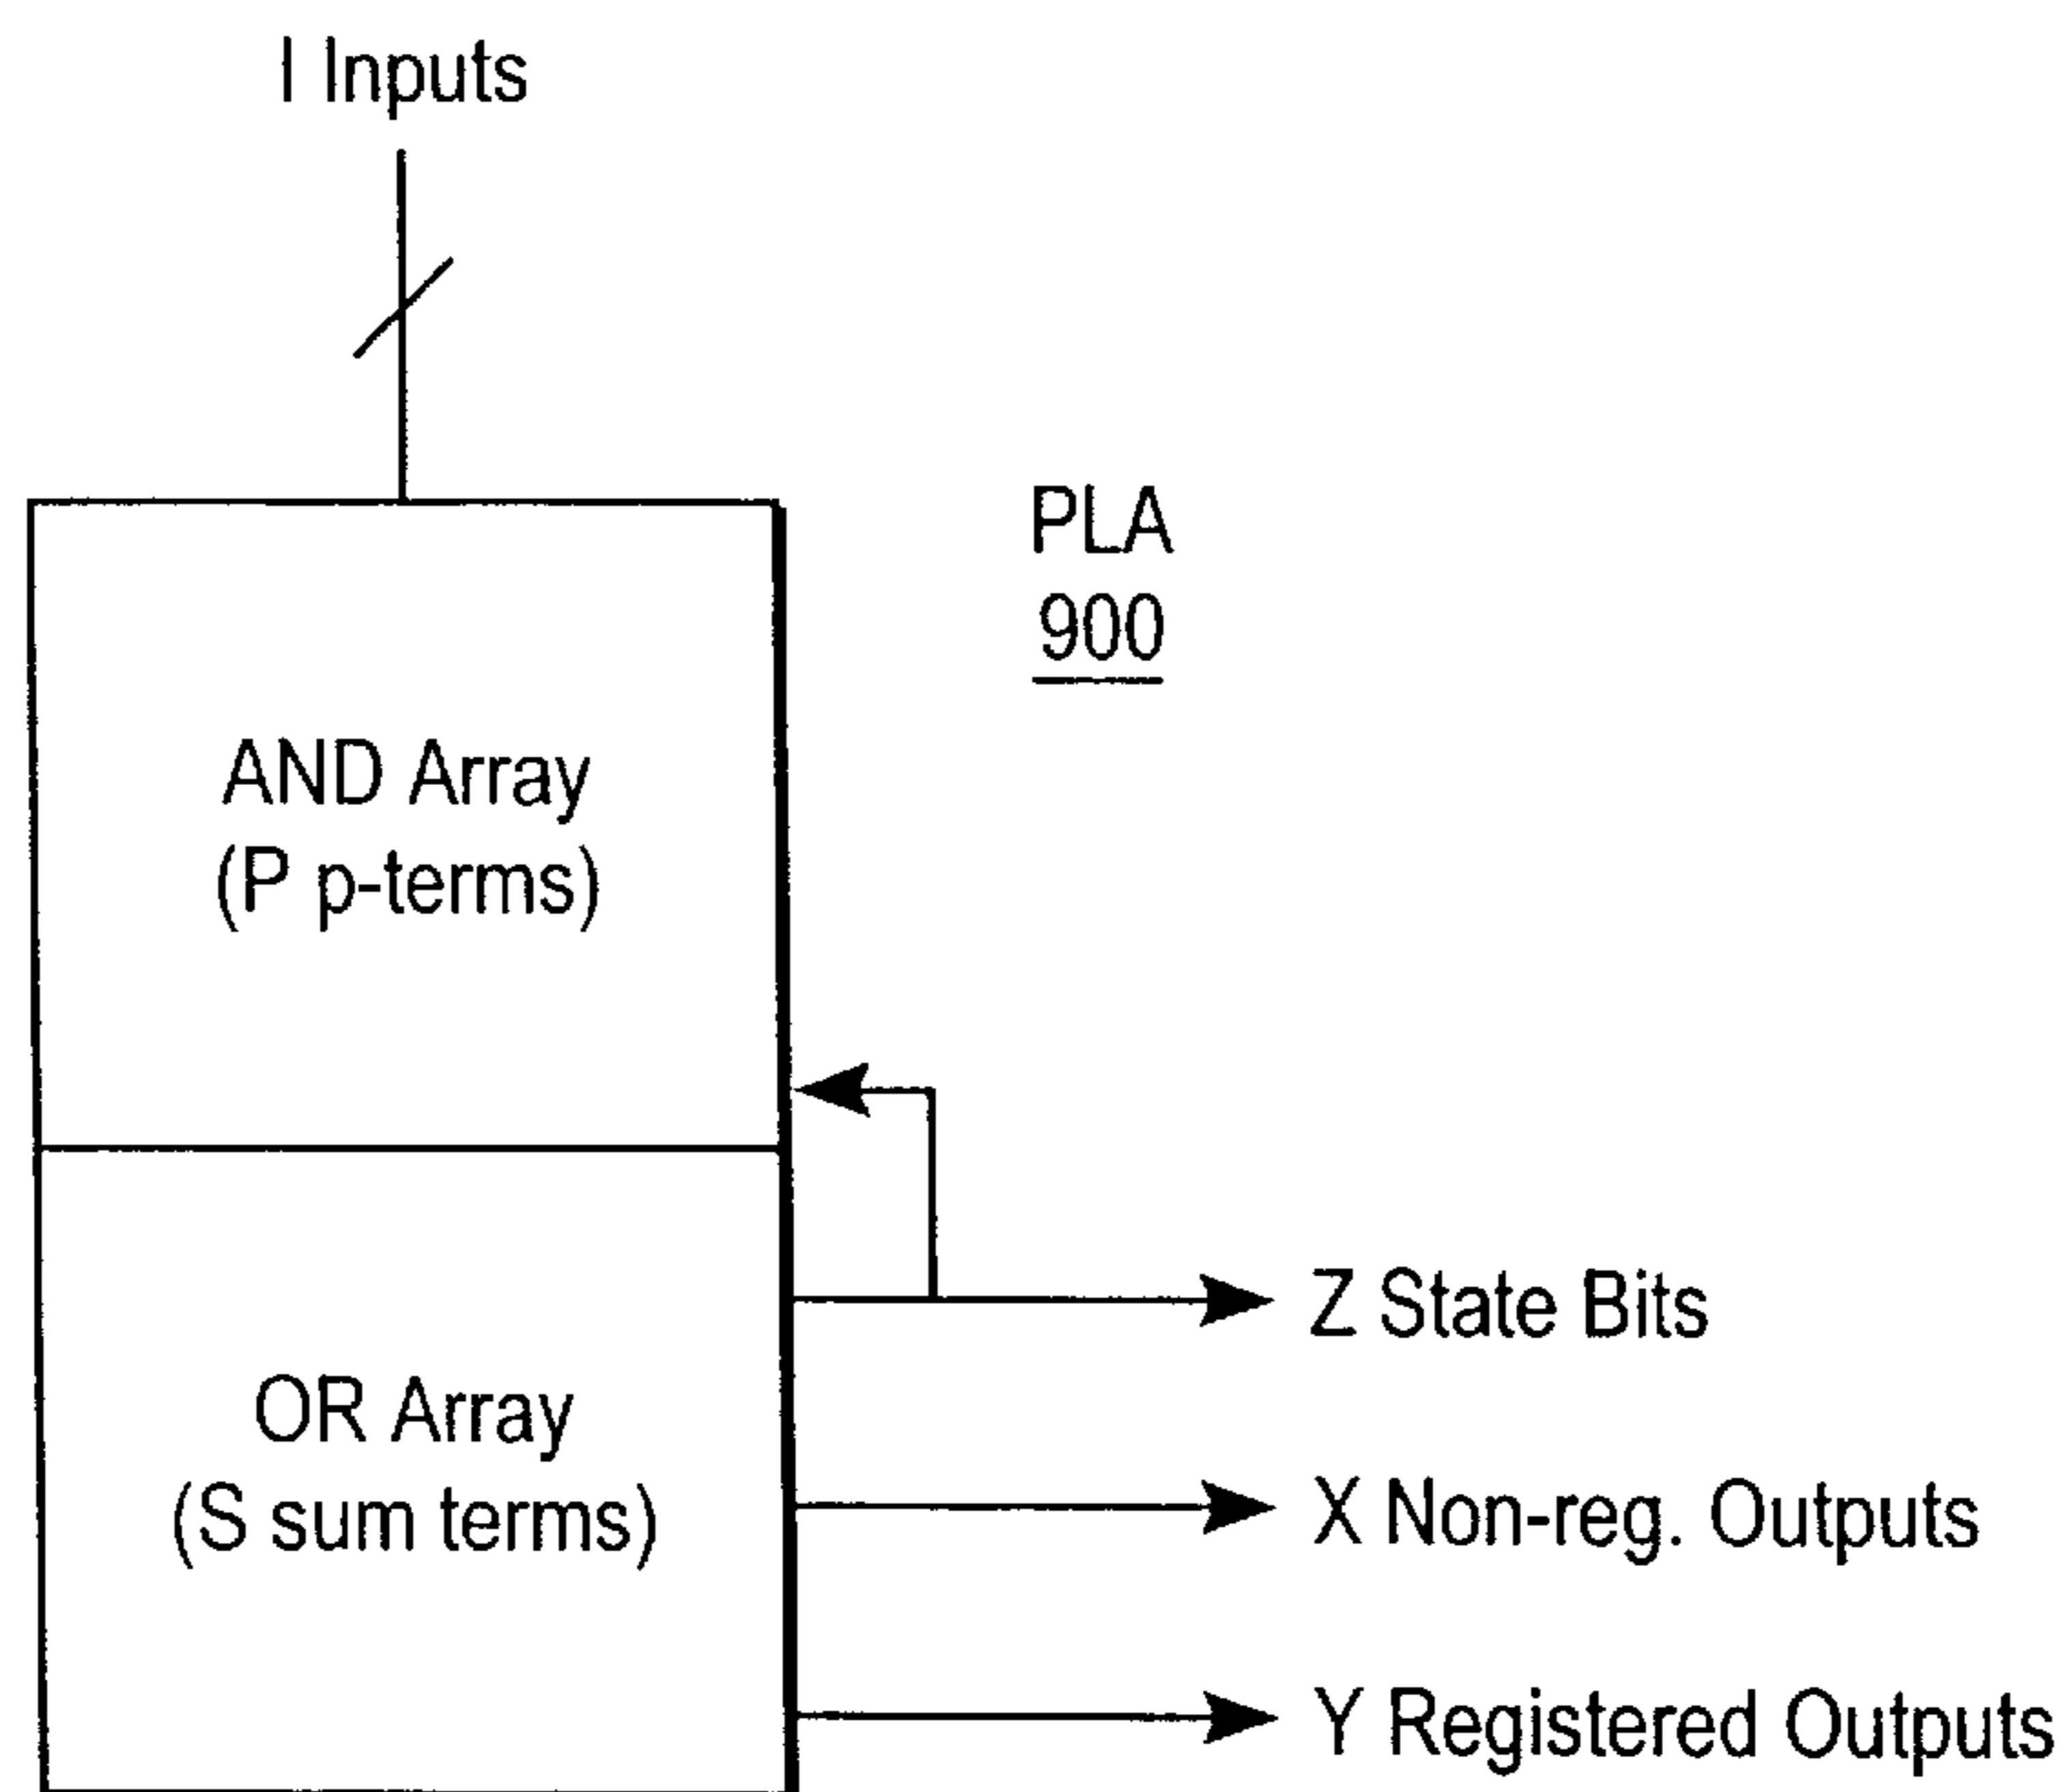 I Inputs
PLA
900
AND Array
(P p-terms)
Z State Bits
OR Array
(S sum terms)
X Non-reg. Outputs
Y Registered Outputs